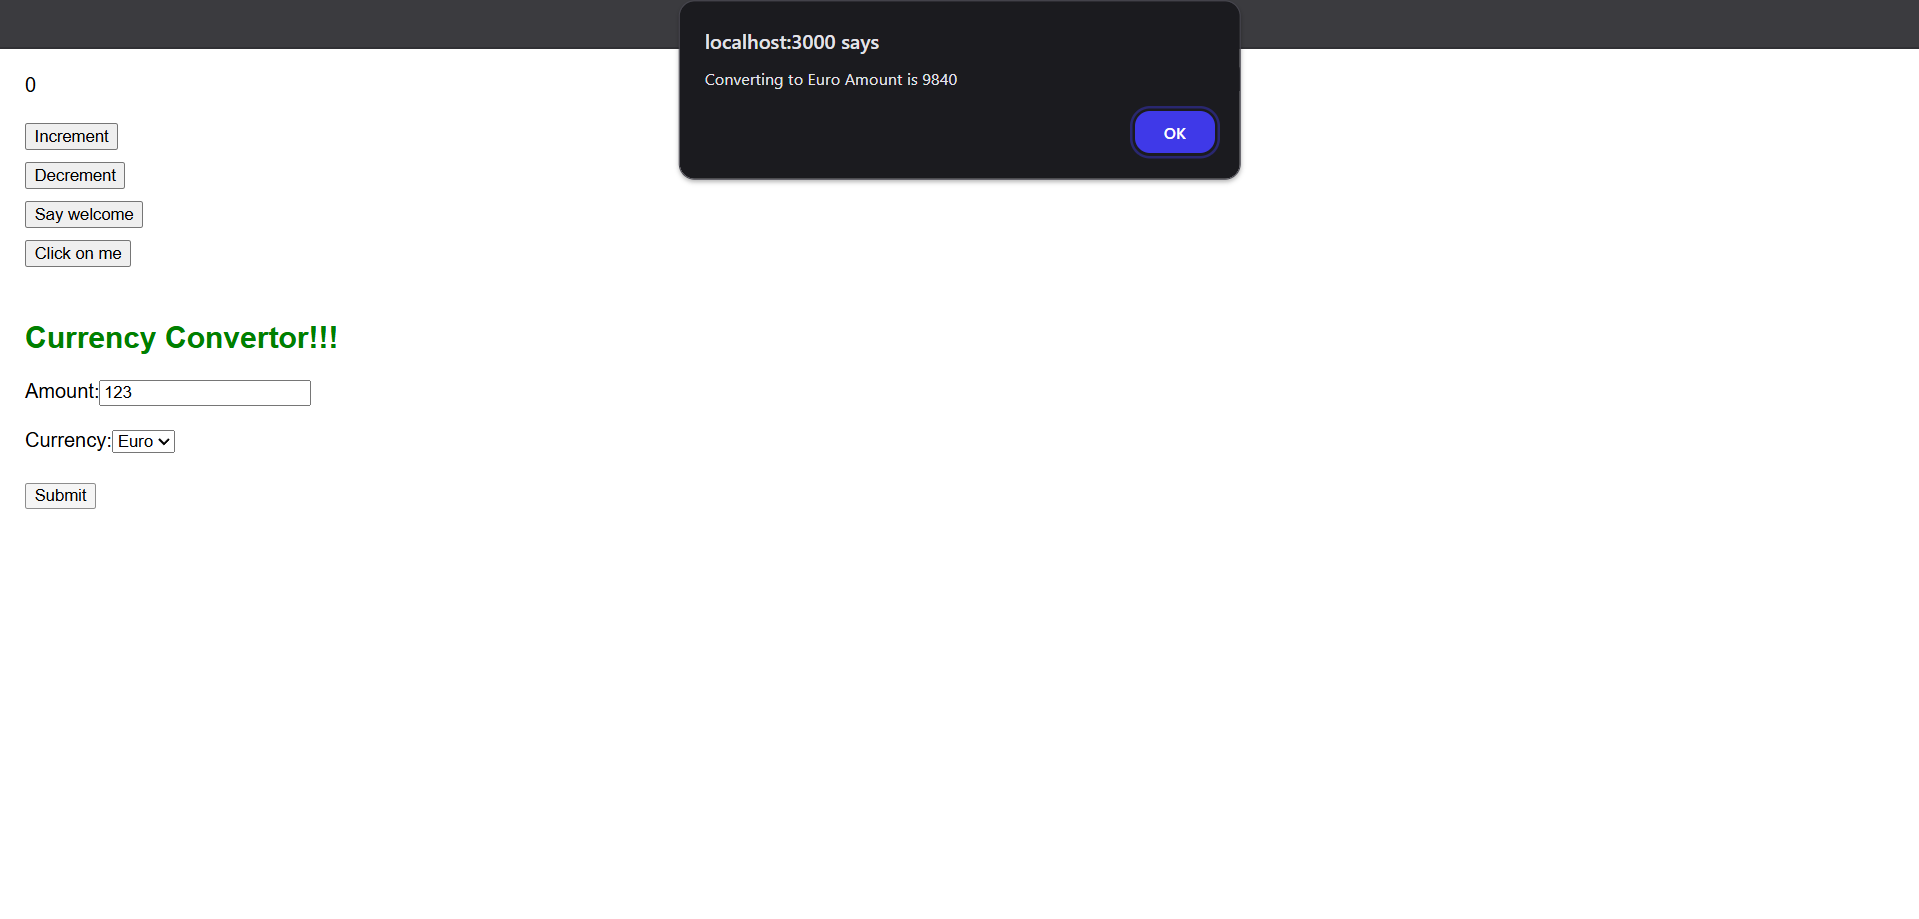 localhost:3000 says
Converting to Euro Amount is 9840
OK
0
Increment
Decrement
Say welcome
Click on me
Currency Convertor!!!
Amount:123
Currency:Euro
Submit